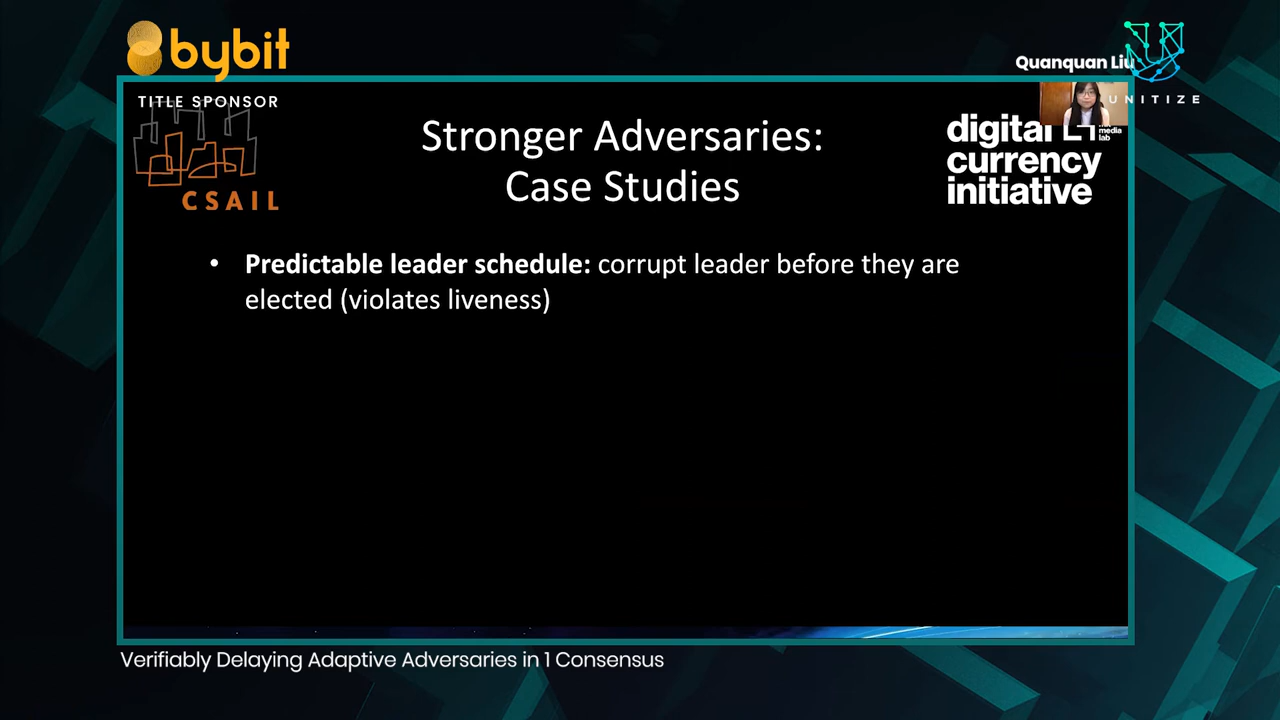 bybit
Quanquan Liu
TITLE SPONSOR
UNITIZE
CSAIL
Stronger Adversaries:
Case Studies
digital
media
lab
currency
initiative
• Predictable leader schedule: corrupt leader before they are
elected (violates liveness)
Verifiably Delaying Adaptive Adversaries in 1 Consensus